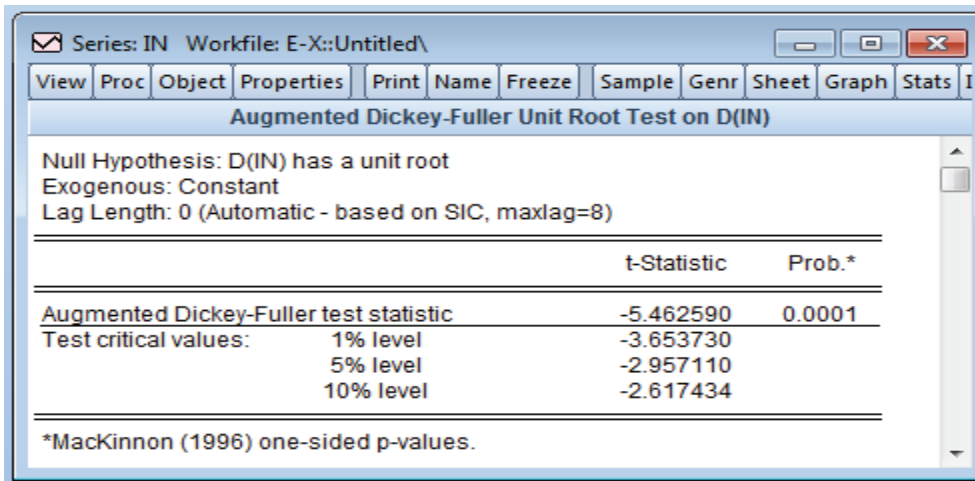 Series: IN Workfile: E-X::Untitled\
View Proc Object Properties Print Name Freeze Sample Genr Sheet Graph Stats I
Augmented Dickey-Fuller Unit Root Test on D(IN)
Null Hypothesis: D(IN) has a unit root
Exogenous: Constant
Lag Length: 0 (Automatic - based on SIC, maxlag=8)
t-Statistic Prob.*
Augmented Dickey-Fuller test statistic -5.462590 0.0001
Test critical values: 1% level -3.653730
5% level -2.957110
10% level -2.617434
*MacKinnon (1996) one-sided p-values.